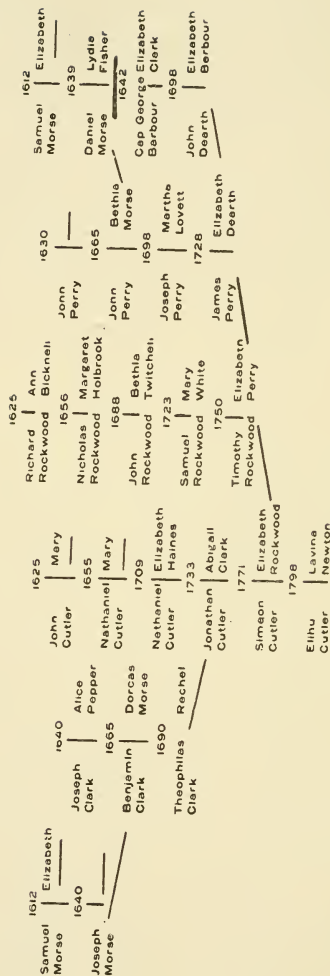 1612
Samuel Elizabeth
Morse
1640
Joseph
Morse
1640
Joseph Alice
Clark Pepper
1665
Benjamin Dorcas
Clark Morse
1690
Theophilas Rachel
Clark
1625
John Mary
Cutler
1655
Nathaniel Mary
Cutler
1709
Nathaniel Elizabeth
Cutler Haines
1733
Jonathan Abigail
Cutler Clark
1771
Simeon Elizabeth
Cutler Rockwood
1798
Elihu Lavina
Cutler Newton
1625
Richard Ann
Rockwood Bicknell
1656
Nicholas Margaret
Rockwood Holbrook
1688
John Bethia
Rockwood Twitchell
1723
Samuel Mary
Rockwood White
1750
Timothy Elizabeth
Rockwood Perry
1630
John
Perry
1665
John Bethia
Perry Morse
1698
Joseph Martha
Perry Lovett
1728
James Elizabeth
Perry Dearth
1612
Samuel Elizabeth
Morse
1639
Daniel Lydia
Morse Fisher
1642
Cap George Elizabeth
Barbour Clark
1698
John Elizabeth
Dearth Barbour